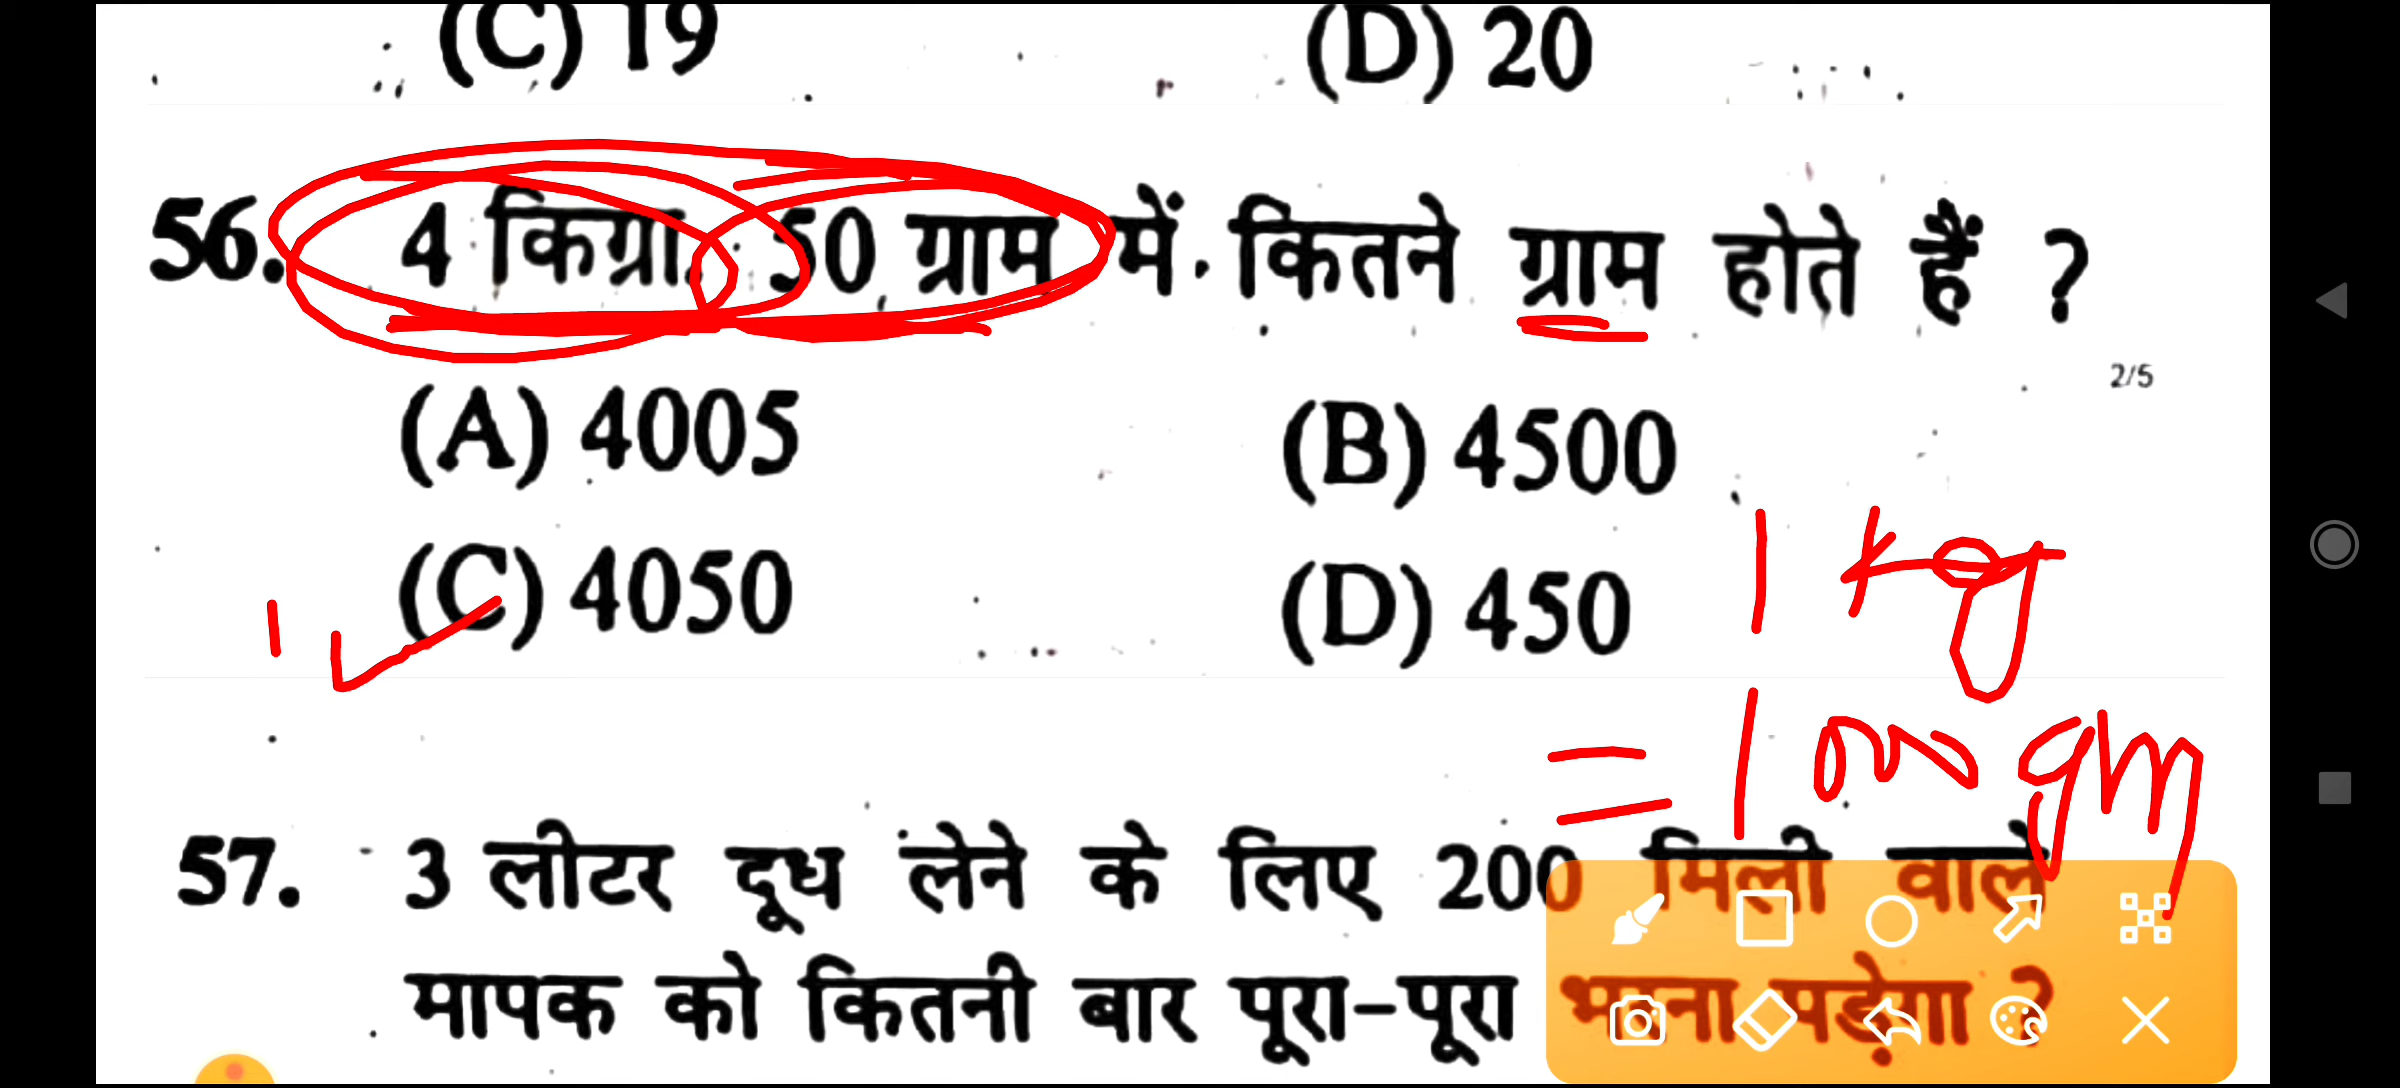 (C) 19 (D) 20
56. 4 किग्रा. 50 ग्राम में कितने ग्राम होते हैं ?
2/5
(A) 4005 (B) 4500
(C) 4050 (D) 450
1 kg
= 1000 gm
57. 3 लीटर दूध लेने के लिए 200 मिली वाले
मापक को कितनी बार पूरा-पूरा भरना पड़ेगा ?